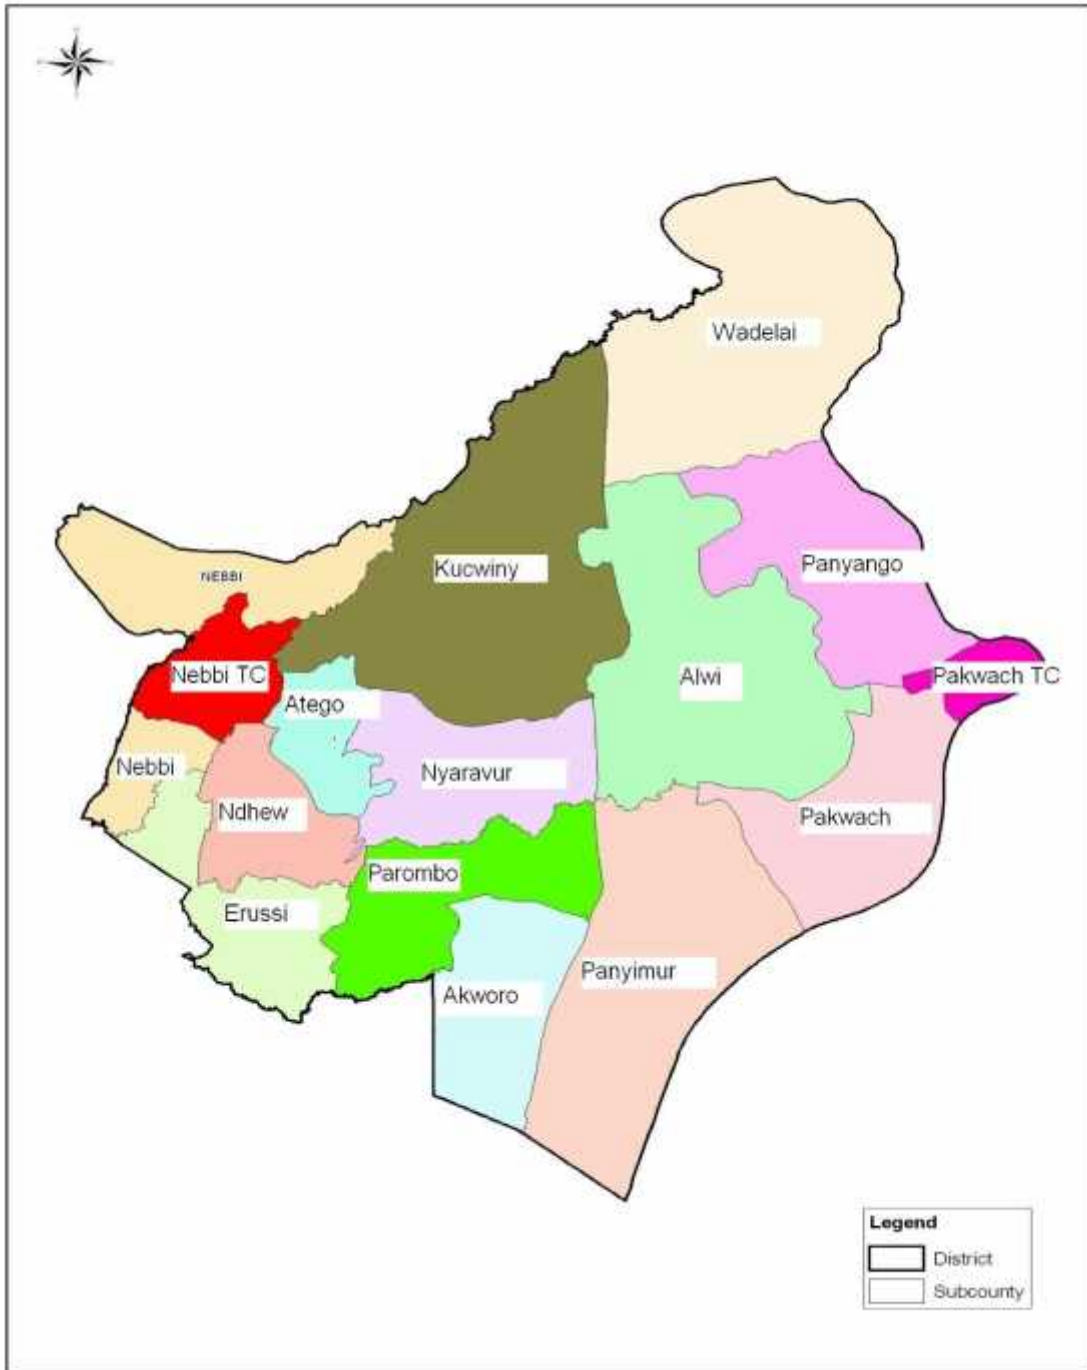 Wadelai
Kucwiny
Panyango
NEBBI
Nebbi TC
Alwi
Pakwach TC
Atego
Nebbi
Nyaravur
Ndhew
Pakwach
Parombo
Erussi
Panyimur
Akworo
Legend
District
Subcounty